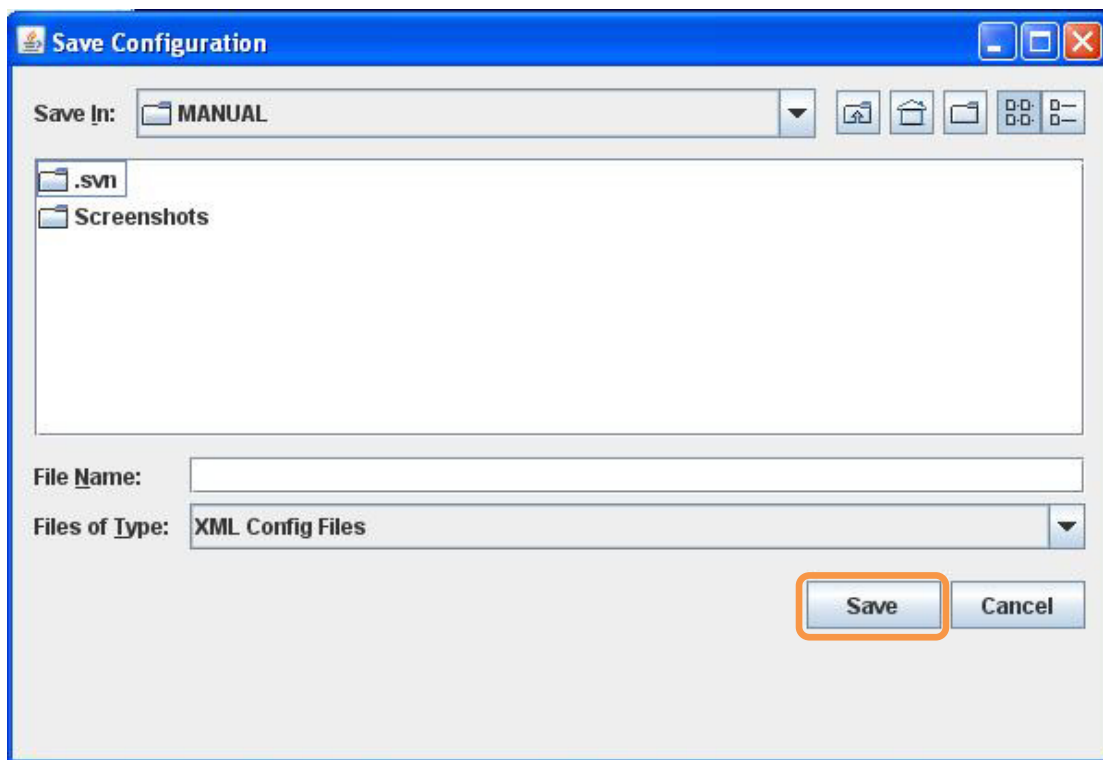 Save Configuration
Save In: MANUAL
.svn
Screenshots
File Name:
Files of Type: XML Config Files
Save Cancel